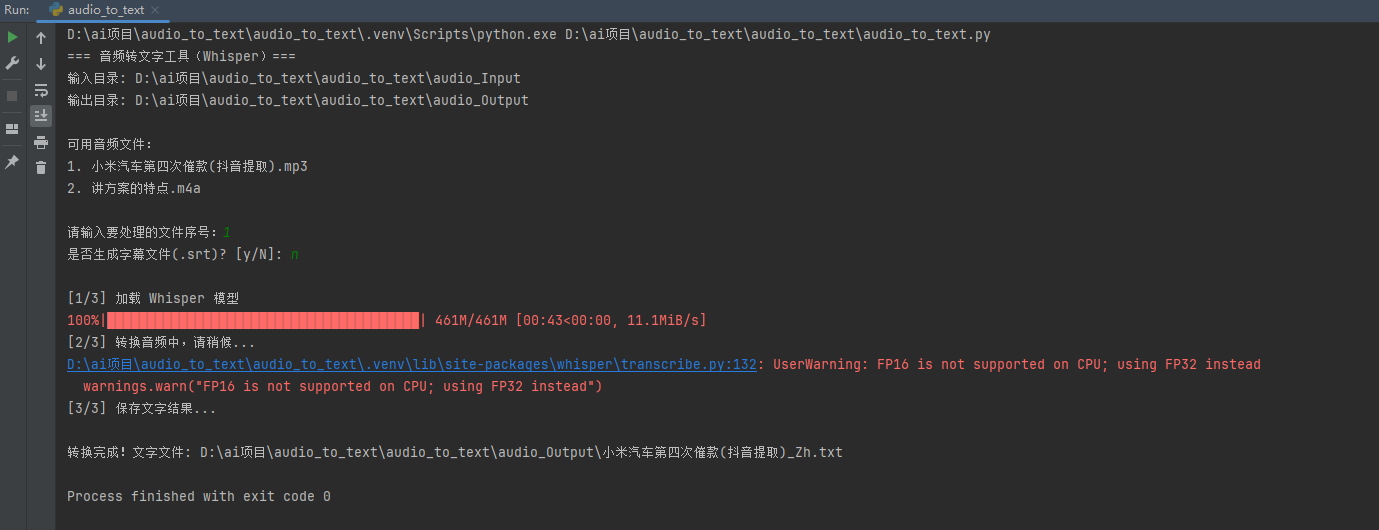 Run: audio_to_text
D:\ai项目\audio_to_text\audio_to_text\.venv\Scripts\python.exe D:\ai项目\audio_to_text\audio_to_text\audio_to_text.py
=== 音频转文字工具（Whisper）===
输入目录: D:\ai项目\audio_to_text\audio_to_text\audio_Input
输出目录: D:\ai项目\audio_to_text\audio_to_text\audio_Output
可用音频文件:
1. 小米汽车第四次催款(抖音提取).mp3
2. 讲方案的特点.m4a
请输入要处理的文件序号: 1
是否生成字幕文件(.srt)? [y/N]: n
[1/3] 加载 Whisper 模型
100%|███████████████████████████████████████| 461M/461M [00:43<00:00, 11.1MiB/s]
[2/3] 转换音频中，请稍候...
D:\ai项目\audio_to_text\audio_to_text\.venv\lib\site-packages\whisper\transcribe.py:132: UserWarning: FP16 is not supported on CPU; using FP32 instead
warnings.warn("FP16 is not supported on CPU; using FP32 instead")
[3/3] 保存文字结果...
转换完成! 文字文件: D:\ai项目\audio_to_text\audio_to_text\audio_Output\小米汽车第四次催款(抖音提取)_Zh.txt
Process finished with exit code 0